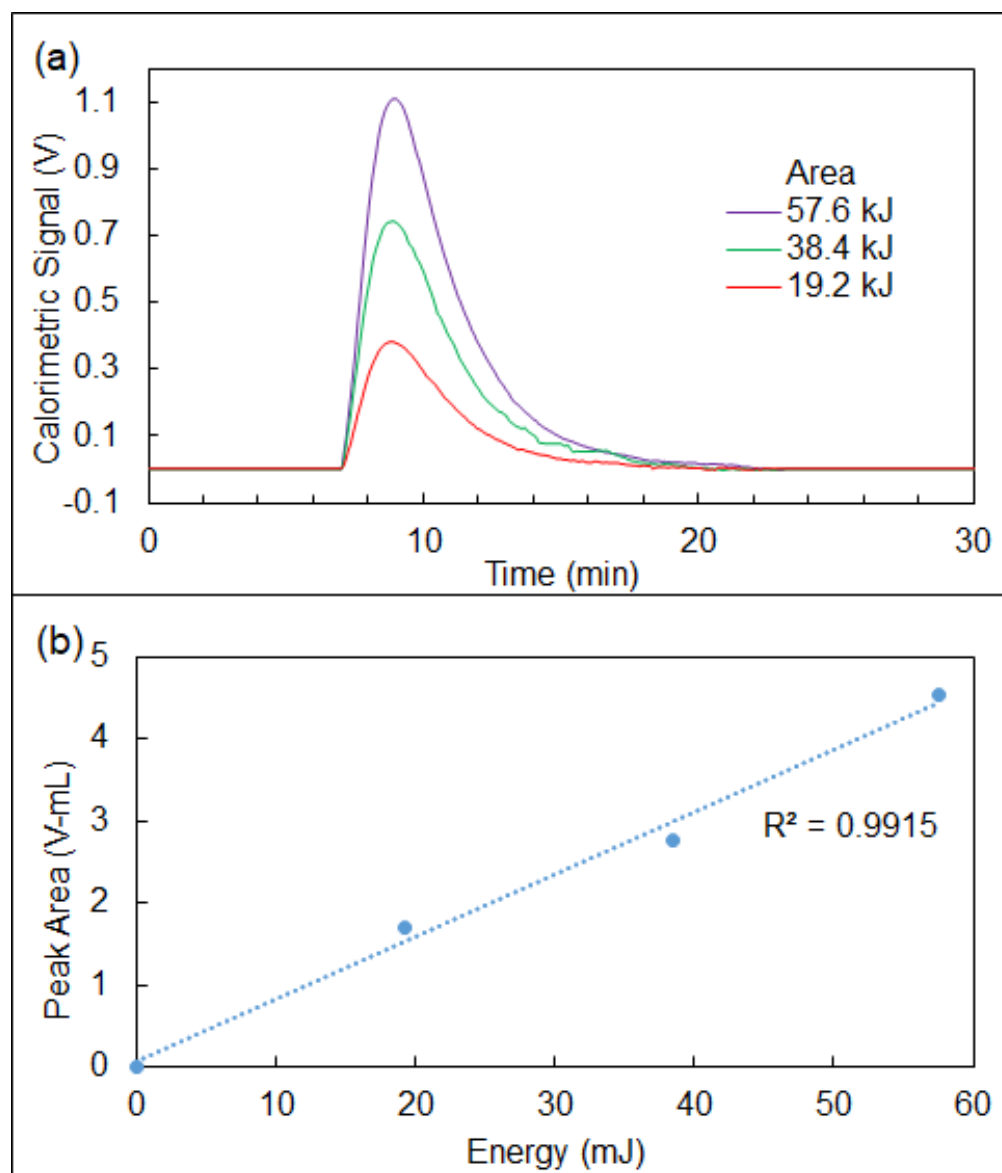 (a)
1.1
0.9
0.7
0.5
0.3
0.1
-0.1
Calorimetric Signal (V)
Area
57.6 kJ
38.4 kJ
19.2 kJ
0 10 20 30
Time (min)
(b)
5
4
3
2
1
0
Peak Area (V-mL)
R² = 0.9915
0 10 20 30 40 50 60
Energy (mJ)